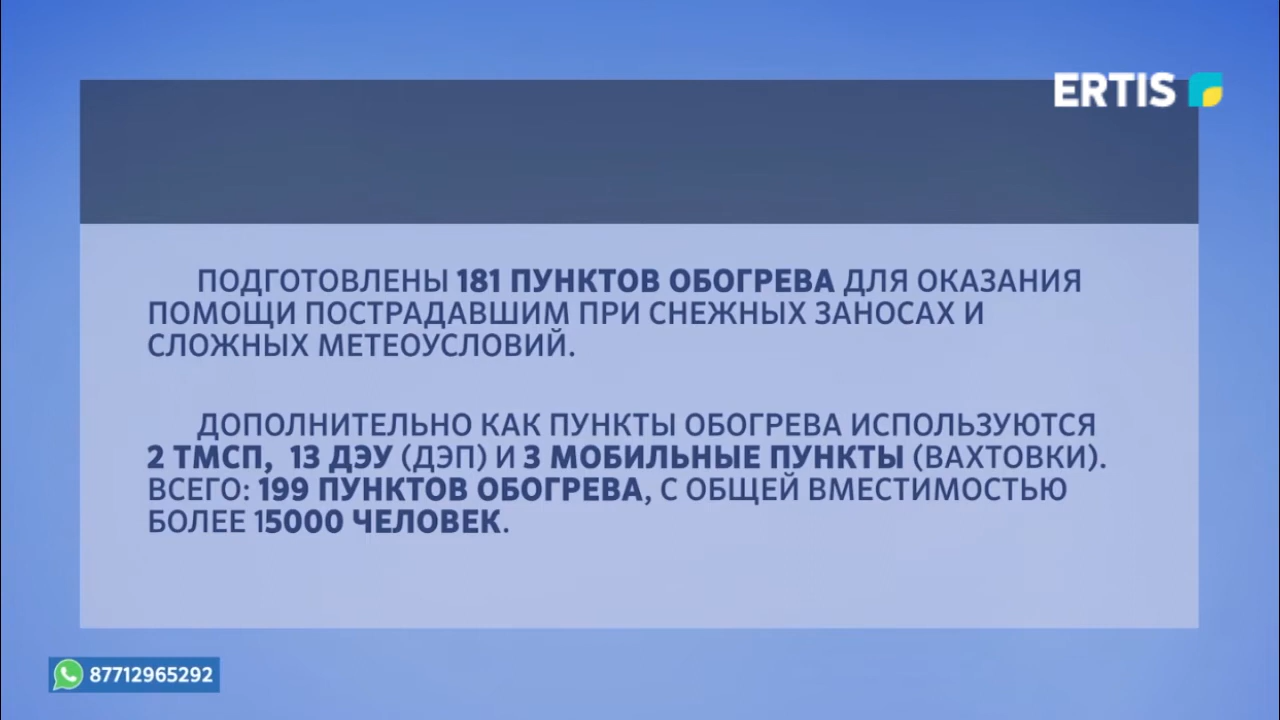 ERTIS
ПОДГОТОВЛЕНЫ 181 ПУНКТОВ ОБОГРЕВА ДЛЯ ОКАЗАНИЯ
ПОМОЩИ ПОСТРАДАВШИМ ПРИ СНЕЖНЫХ ЗАНОСАХ И
СЛОЖНЫХ МЕТЕОУСЛОВИЙ.
ДОПОЛНИТЕЛЬНО КАК ПУНКТЫ ОБОГРЕВА ИСПОЛЬЗУЮТСЯ
2 ТМСП, 13 ДЭУ (ДЭП) И 3 МОБИЛЬНЫЕ ПУНКТЫ (ВАХТОВКИ).
ВСЕГО: 199 ПУНКТОВ ОБОГРЕВА, С ОБЩЕЙ ВМЕСТИМОСТЬЮ
БОЛЕЕ 15000 ЧЕЛОВЕК.
87712965292